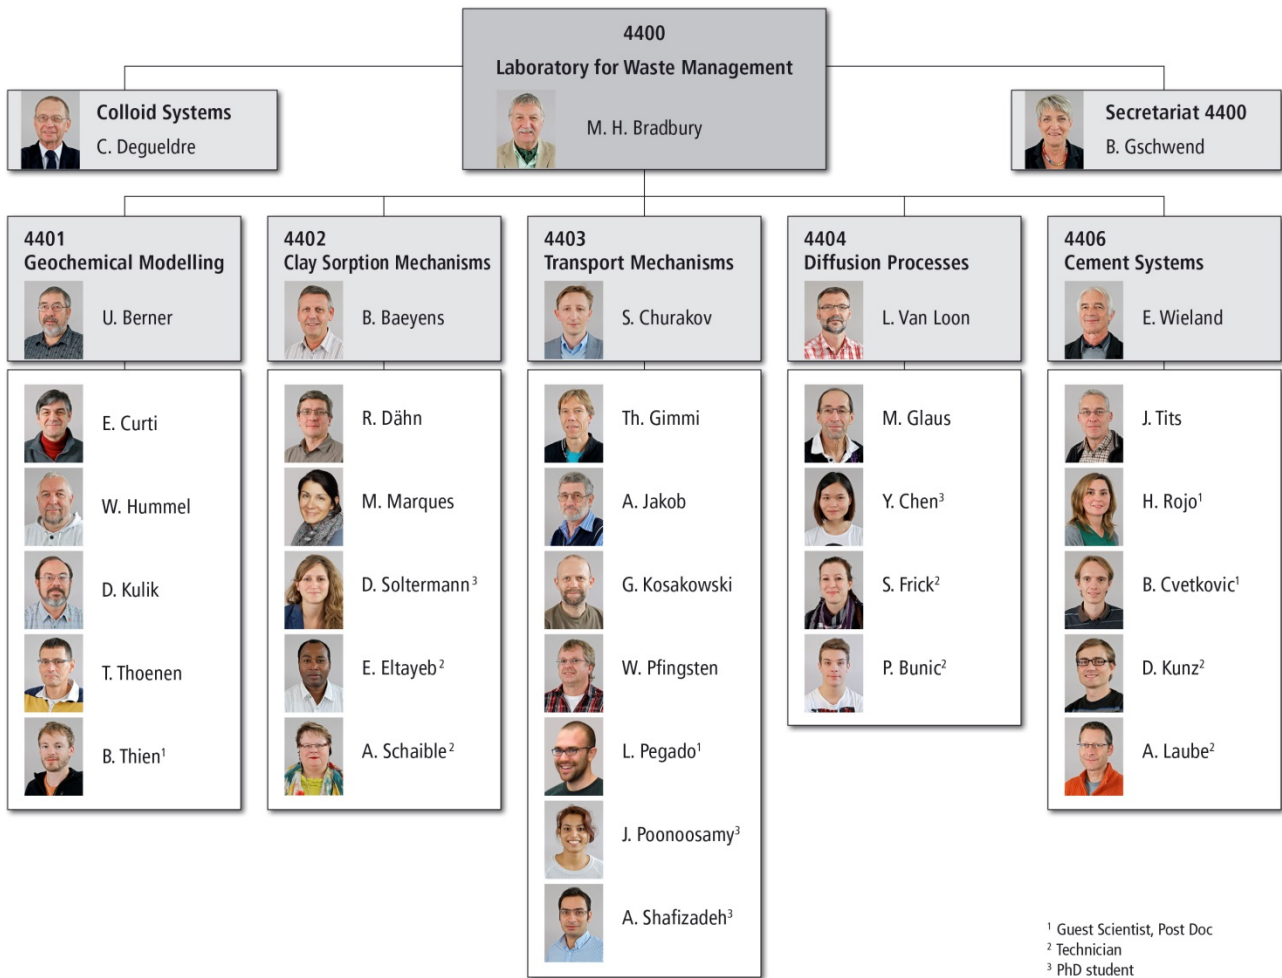 4400
Laboratory for Waste Management
M. H. Bradbury
Colloid Systems
C. Degueldre
Secretariat 4400
B. Gschwend
4401
Geochemical Modelling
U. Berner
E. Curti
W. Hummel
D. Kulik
T. Thoenen
B. Thien¹
4402
Clay Sorption Mechanisms
B. Baeyens
R. Dähn
M. Marques
D. Soltermann³
E. Eltayeb²
A. Schaible²
4403
Transport Mechanisms
S. Churakov
Th. Gimmi
A. Jakob
G. Kosakowski
W. Pfingsten
L. Pegado¹
J. Poonoosamy³
A. Shafizadeh³
4404
Diffusion Processes
L. Van Loon
M. Glaus
Y. Chen³
S. Frick²
P. Bunic²
4406
Cement Systems
E. Wieland
J. Tits
H. Rojo¹
B. Cvetkovic¹
D. Kunz²
A. Laube²
¹ Guest Scientist, Post Doc
² Technician
³ PhD student